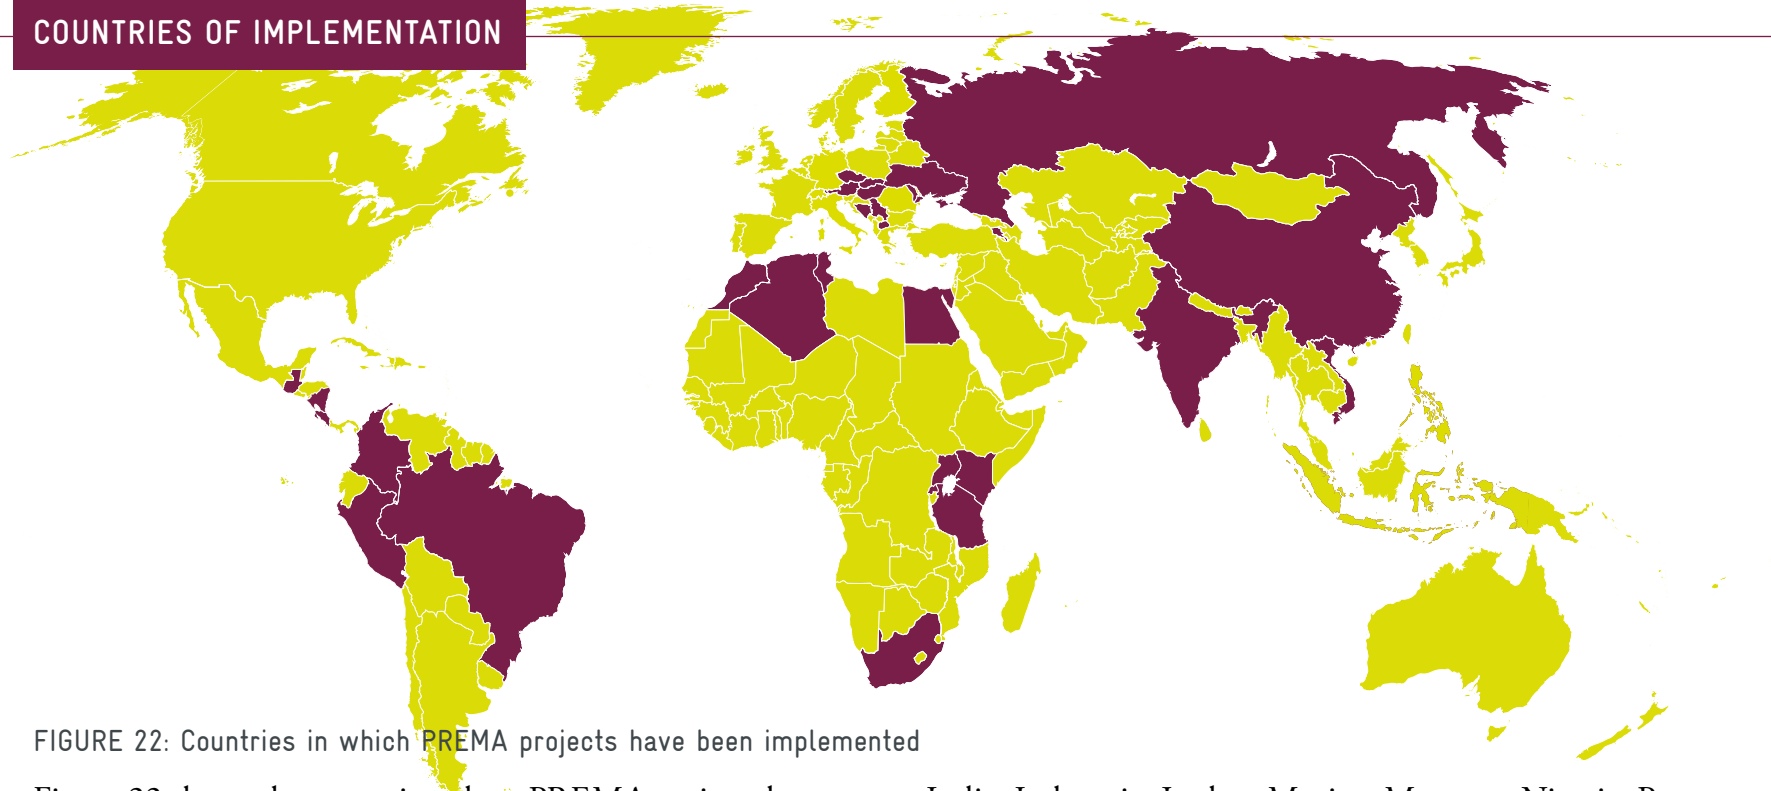 COUNTRIES OF IMPLEMENTATION
FIGURE 22: Countries in which PREMA projects have been implemented